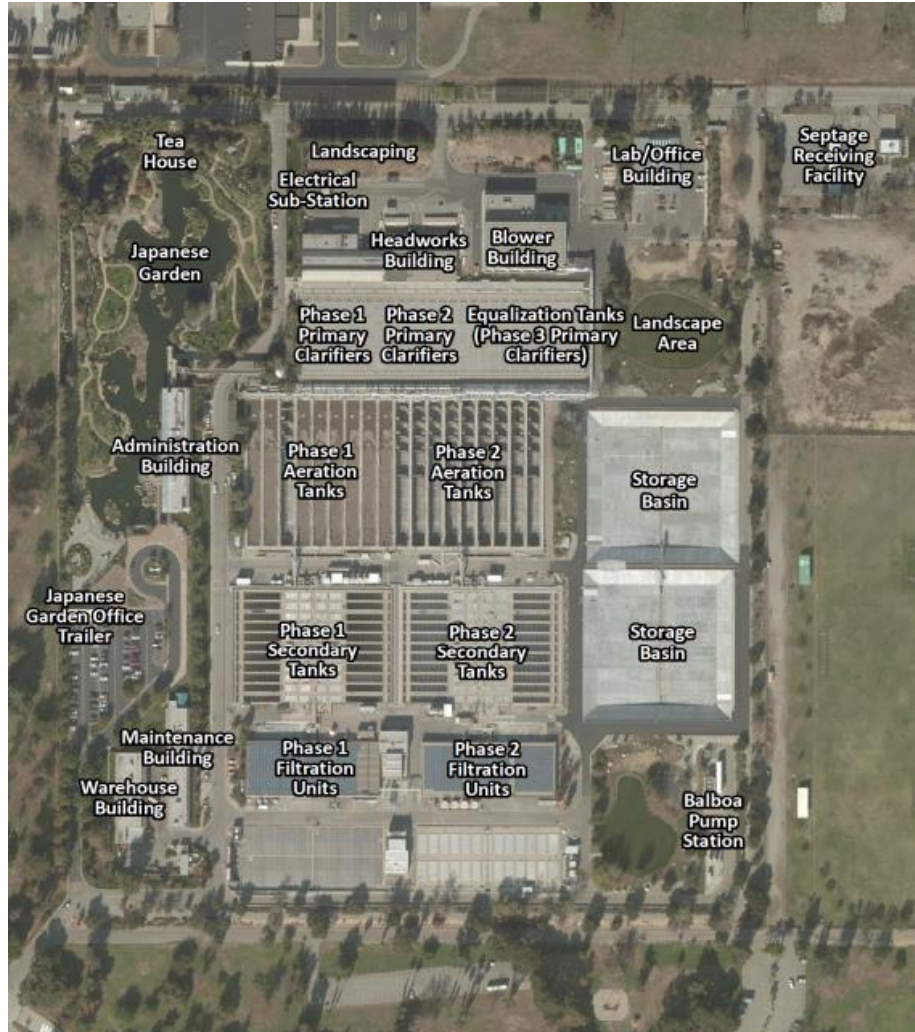 Tea
House
Landscaping
Lab/Office
Building
Septage
Receiving
Facility
Electrical
Sub-Station
Japanese
Garden
Headworks
Building
Blower
Building
Phase 1
Primary
Clarifiers
Phase 2
Primary
Clarifiers
Equalization Tanks
(Phase 3 Primary
Clarifiers)
Landscape
Area
Administration
Building
Phase 1
Aeration
Tanks
Phase 2
Aeration
Tanks
Storage
Basin
Japanese
Garden Office
Trailer
Phase 1
Secondary
Tanks
Phase 2
Secondary
Tanks
Storage
Basin
Maintenance
Building
Warehouse
Building
Phase 1
Filtration
Units
Phase 2
Filtration
Units
Balboa
Pump
Station